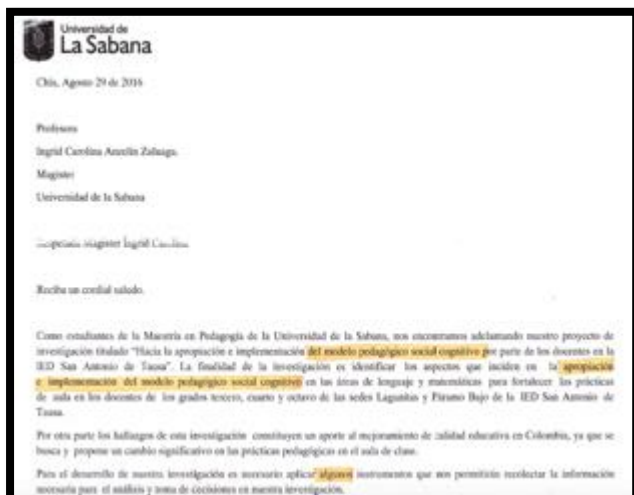 Universidad de
La Sabana
Chía, Agosto 29 de 2016
Profesora
Ingrid Carolina
Magister
Universidad de la Sabana
magister Ingrid Carolina
Reciba un cordial saludo.
Como estudiantes de la Maestría en Pedagogía de la Universidad de la Sabana, nos encontramos adelantando nuestro proyecto de
investigación titulado "Hacia la apropiación e implementación del modelo pedagógico social cognitivo por parte de los docentes en la
IED San Antonio de Tausa". La finalidad de la investigación es identificar los aspectos que inciden en la apropiación
e implementación del modelo pedagógico social cognitivo en las áreas de lenguaje y matemáticas para fortalecer las prácticas
de aula en los docentes de los grados tercero, cuarto y octavo de las sedes Lagunitas y Páramo Bajo de la IED San Antonio de
Tausa.
Por otra parte los hallazgos de esta investigación constituyen un aporte al mejoramiento de calidad educativa en Colombia, ya que se
busca y propone un cambio significativo en las prácticas pedagógicas en el aula de clase.
Para el desarrollo de nuestra investigación es necesario aplicar algunos instrumentos que nos permitirán recolectar la información
necesaria para el análisis y toma de decisiones en nuestra investigación.